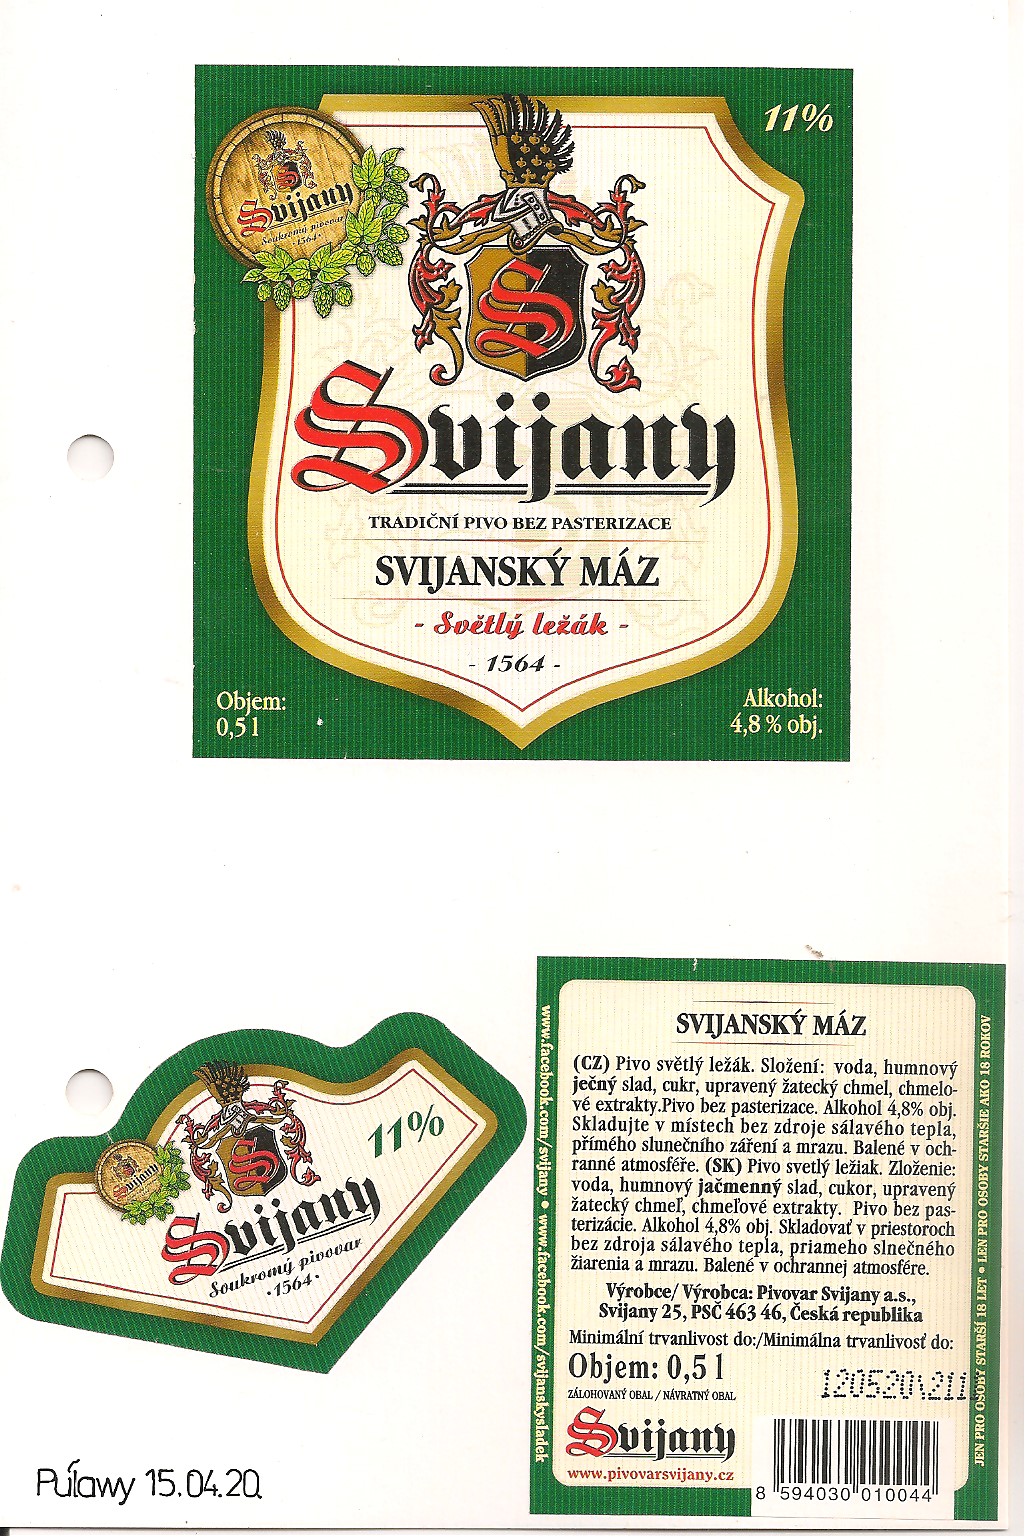 11%
Svijany
Soukromý pivovar
·1564·
S
Svijany
TRADIČNÍ PIVO BEZ PASTERIZACE
SVIJANSKÝ MÁZ
- Světlý ležák -
- 1564 -
Objem:
0,5 l
Alkohol:
4,8 % obj.
11%
Svijany
S
Svijany
Soukromý pivovar
·1564·
www.facebook.com/svijany • www.facebook.com/svijanskysladek
SVIJANSKÝ MÁZ
(CZ) Pivo světlý ležák. Složení: voda, humnový
ječný slad, cukr, upravený žatecký chmel, chmelo-
vé extrakty.Pivo bez pasterizace. Alkohol 4,8% obj.
Skladujte v místech bez zdroje sálavého tepla,
přímého slunečního záření a mrazu. Balené v och-
ranné atmosféře. (SK) Pivo svetlý ležiak. Zloženie:
voda, humnový jačmenný slad, cukor, upravený
žatecký chmeľ, chmeľové extrakty. Pivo bez pas-
terizácie. Alkohol 4,8% obj. Skladovať v priestoroch
bez zdroja sálavého tepla, priameho slnečného
žiarenia a mrazu. Balené v ochrannej atmosfére.
Výrobce/ Výrobca: Pivovar Svijany a.s.,
Svijany 25, PSČ 463 46, Česká republika
Minimální trvanlivost do:/Minimálna trvanlivosť do:
Objem: 0,5 l
120520\211
ZÁLOHOVANÝ OBAL / NÁVRATNÝ OBAL
Svijany
www.pivovarsvijany.cz
8 594030 010044
JEN PRO OSOBY STARŠÍ 18 LET • LEN PRO OSOBY STARŠIE AKO 18 ROKOV
Puĺawy 15.04.20.